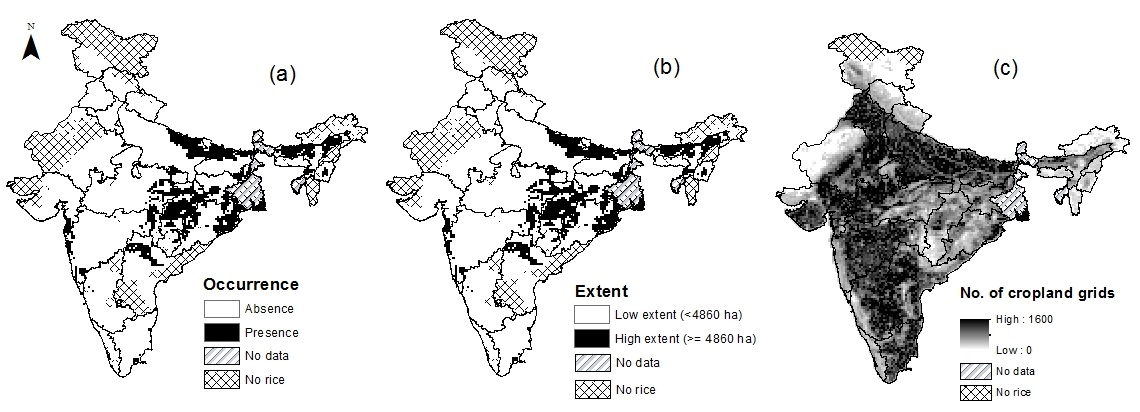 N
(a)
(b)
(c)
Occurrence
Absence
Presence
No data
No rice
Extent
Low extent (<4860 ha)
High extent (>= 4860 ha)
No data
No rice
No. of cropland grids
High : 1600
Low : 0
No data
No rice